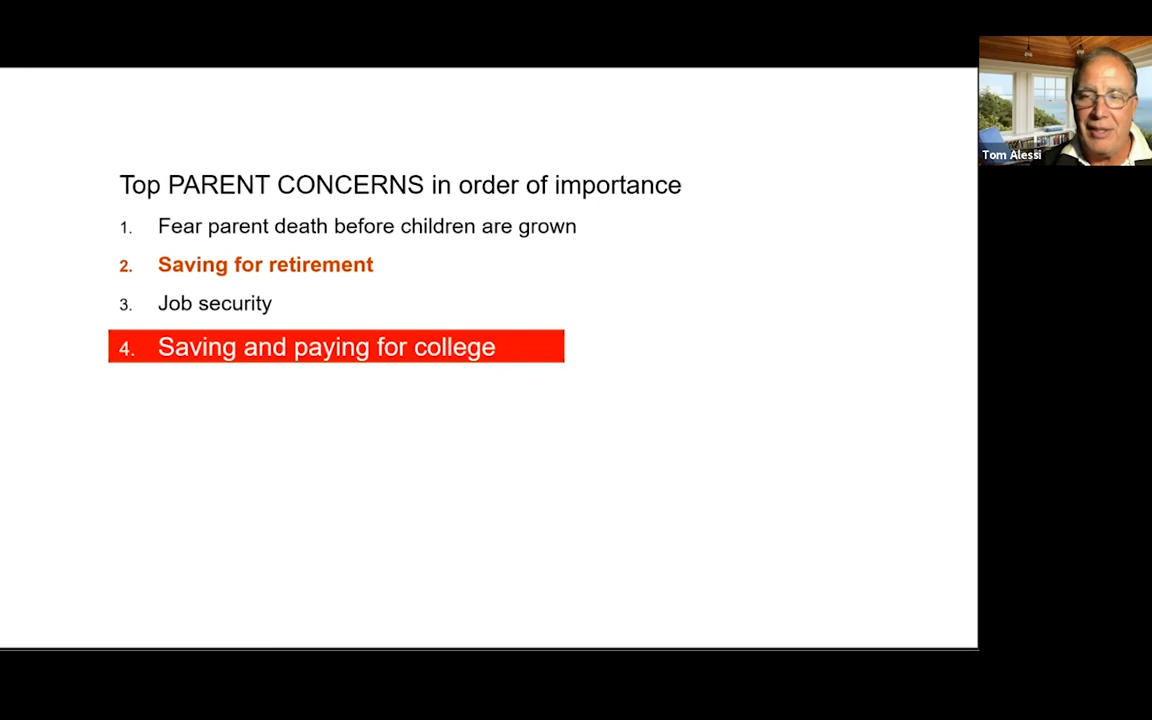 Top PARENT CONCERNS in order of importance
1. Fear parent death before children are grown
2. Saving for retirement
3. Job security
4. Saving and paying for college
Tom Alessi